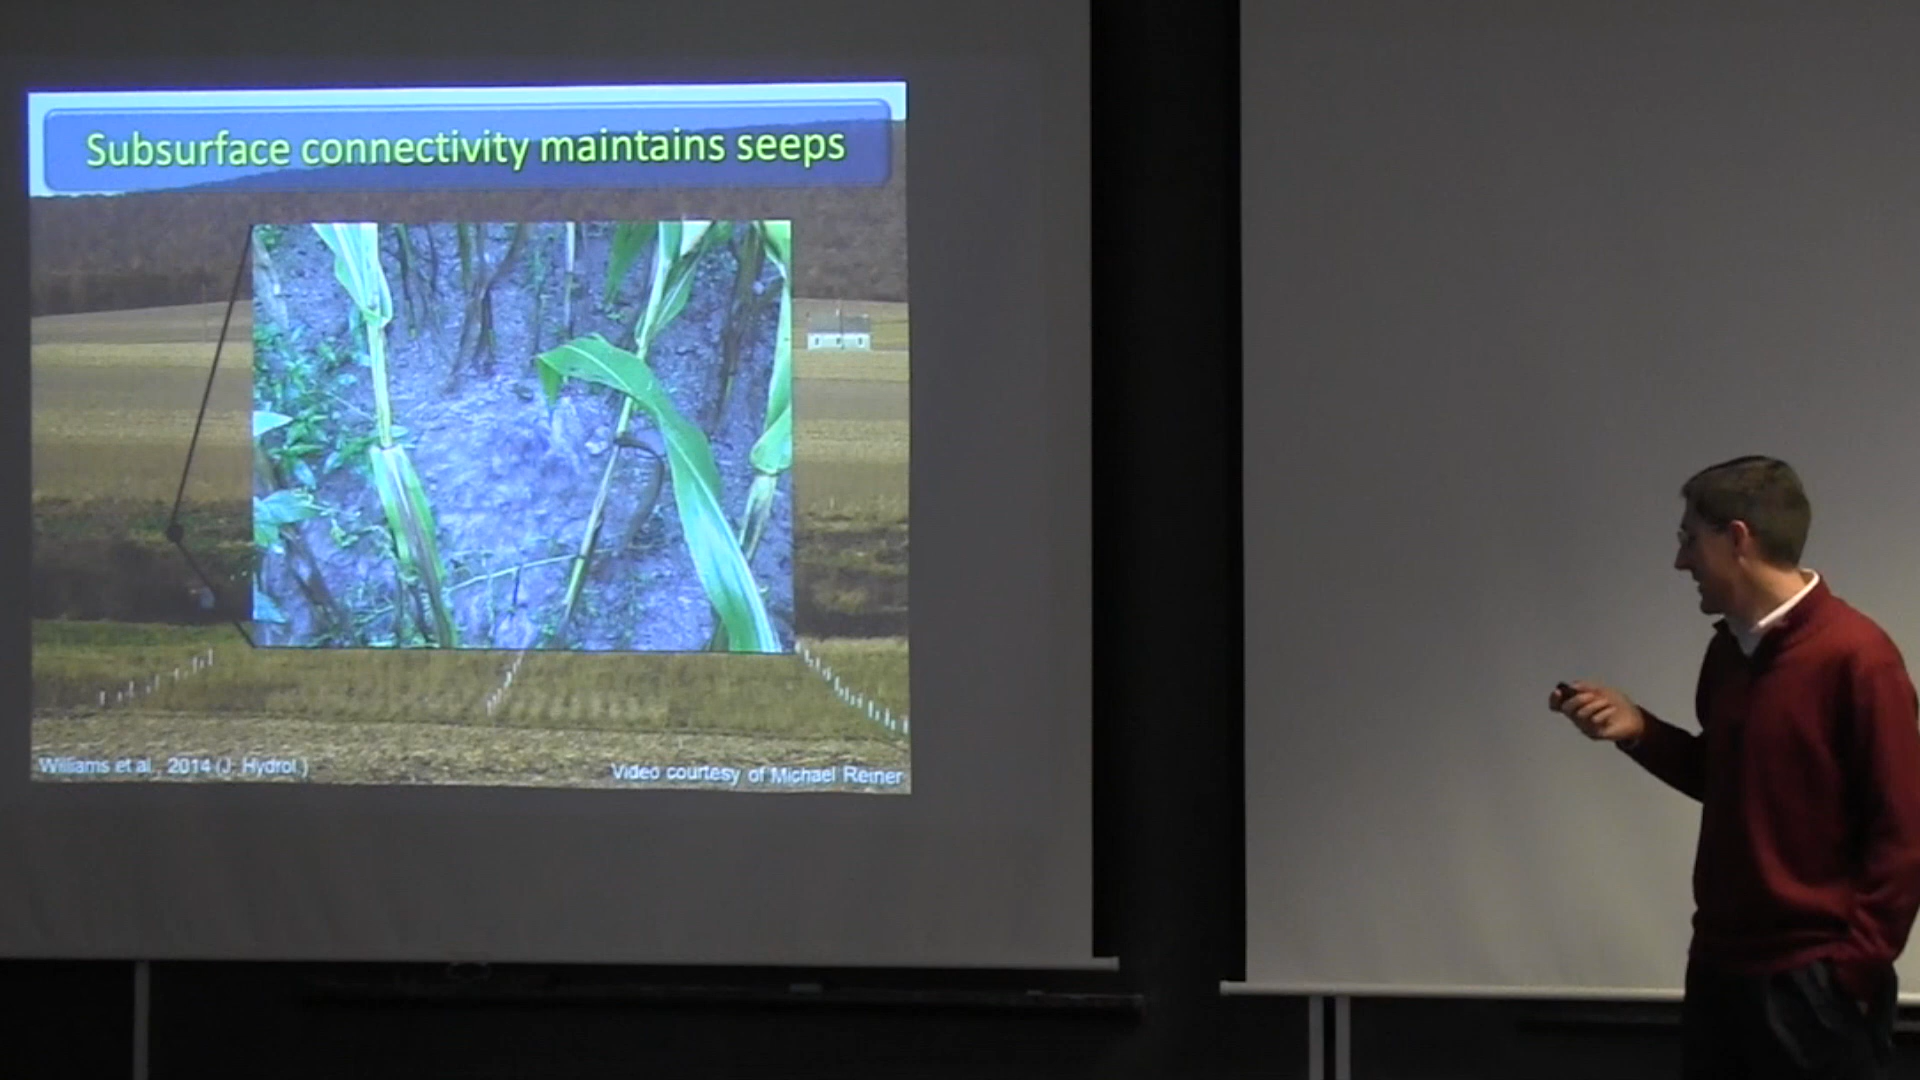 Subsurface connectivity maintains seeps
Williams et al., 2014 (J. Hydrol.)
Video courtesy of Michael Reiner